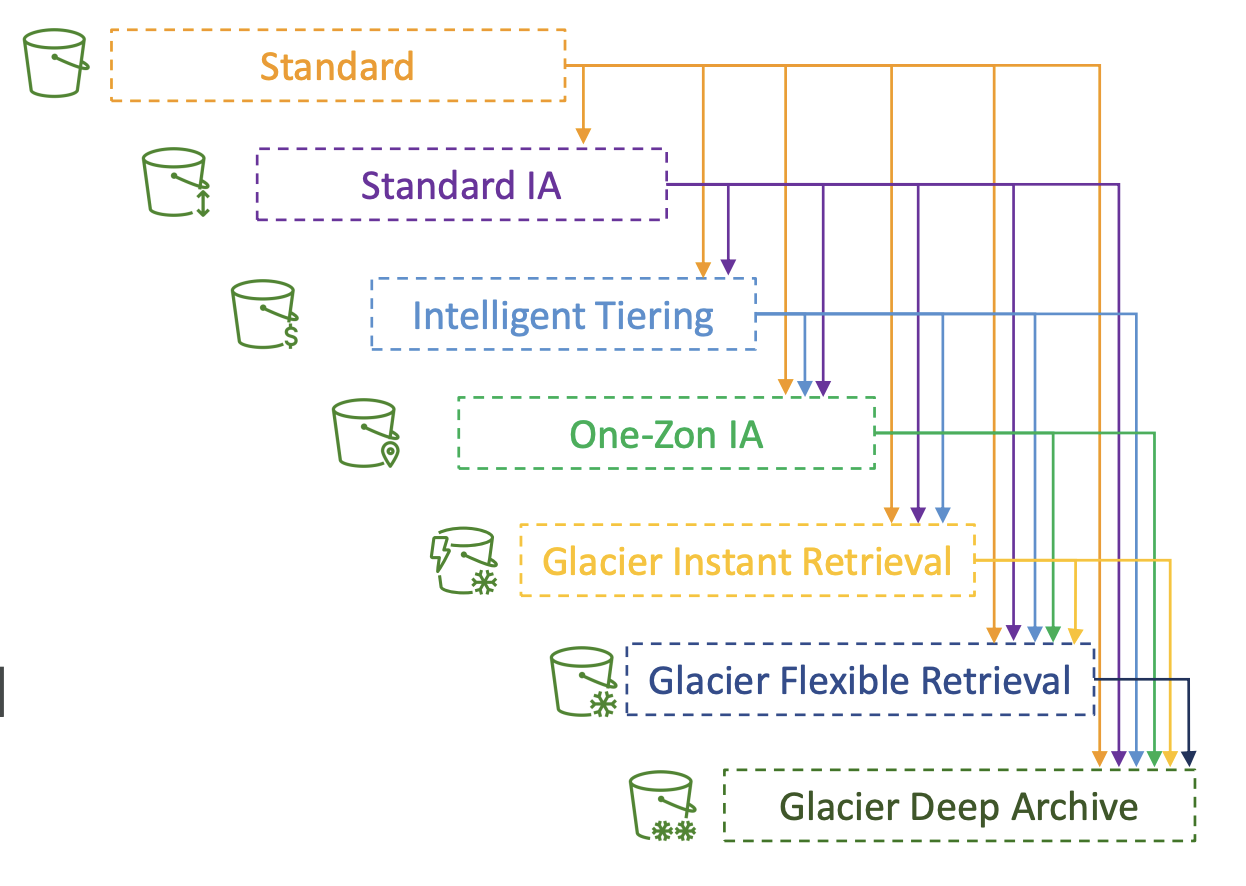 Standard
Standard IA
Intelligent Tiering
$
One-Zon IA
Glacier Instant Retrieval
Glacier Flexible Retrieval
Glacier Deep Archive